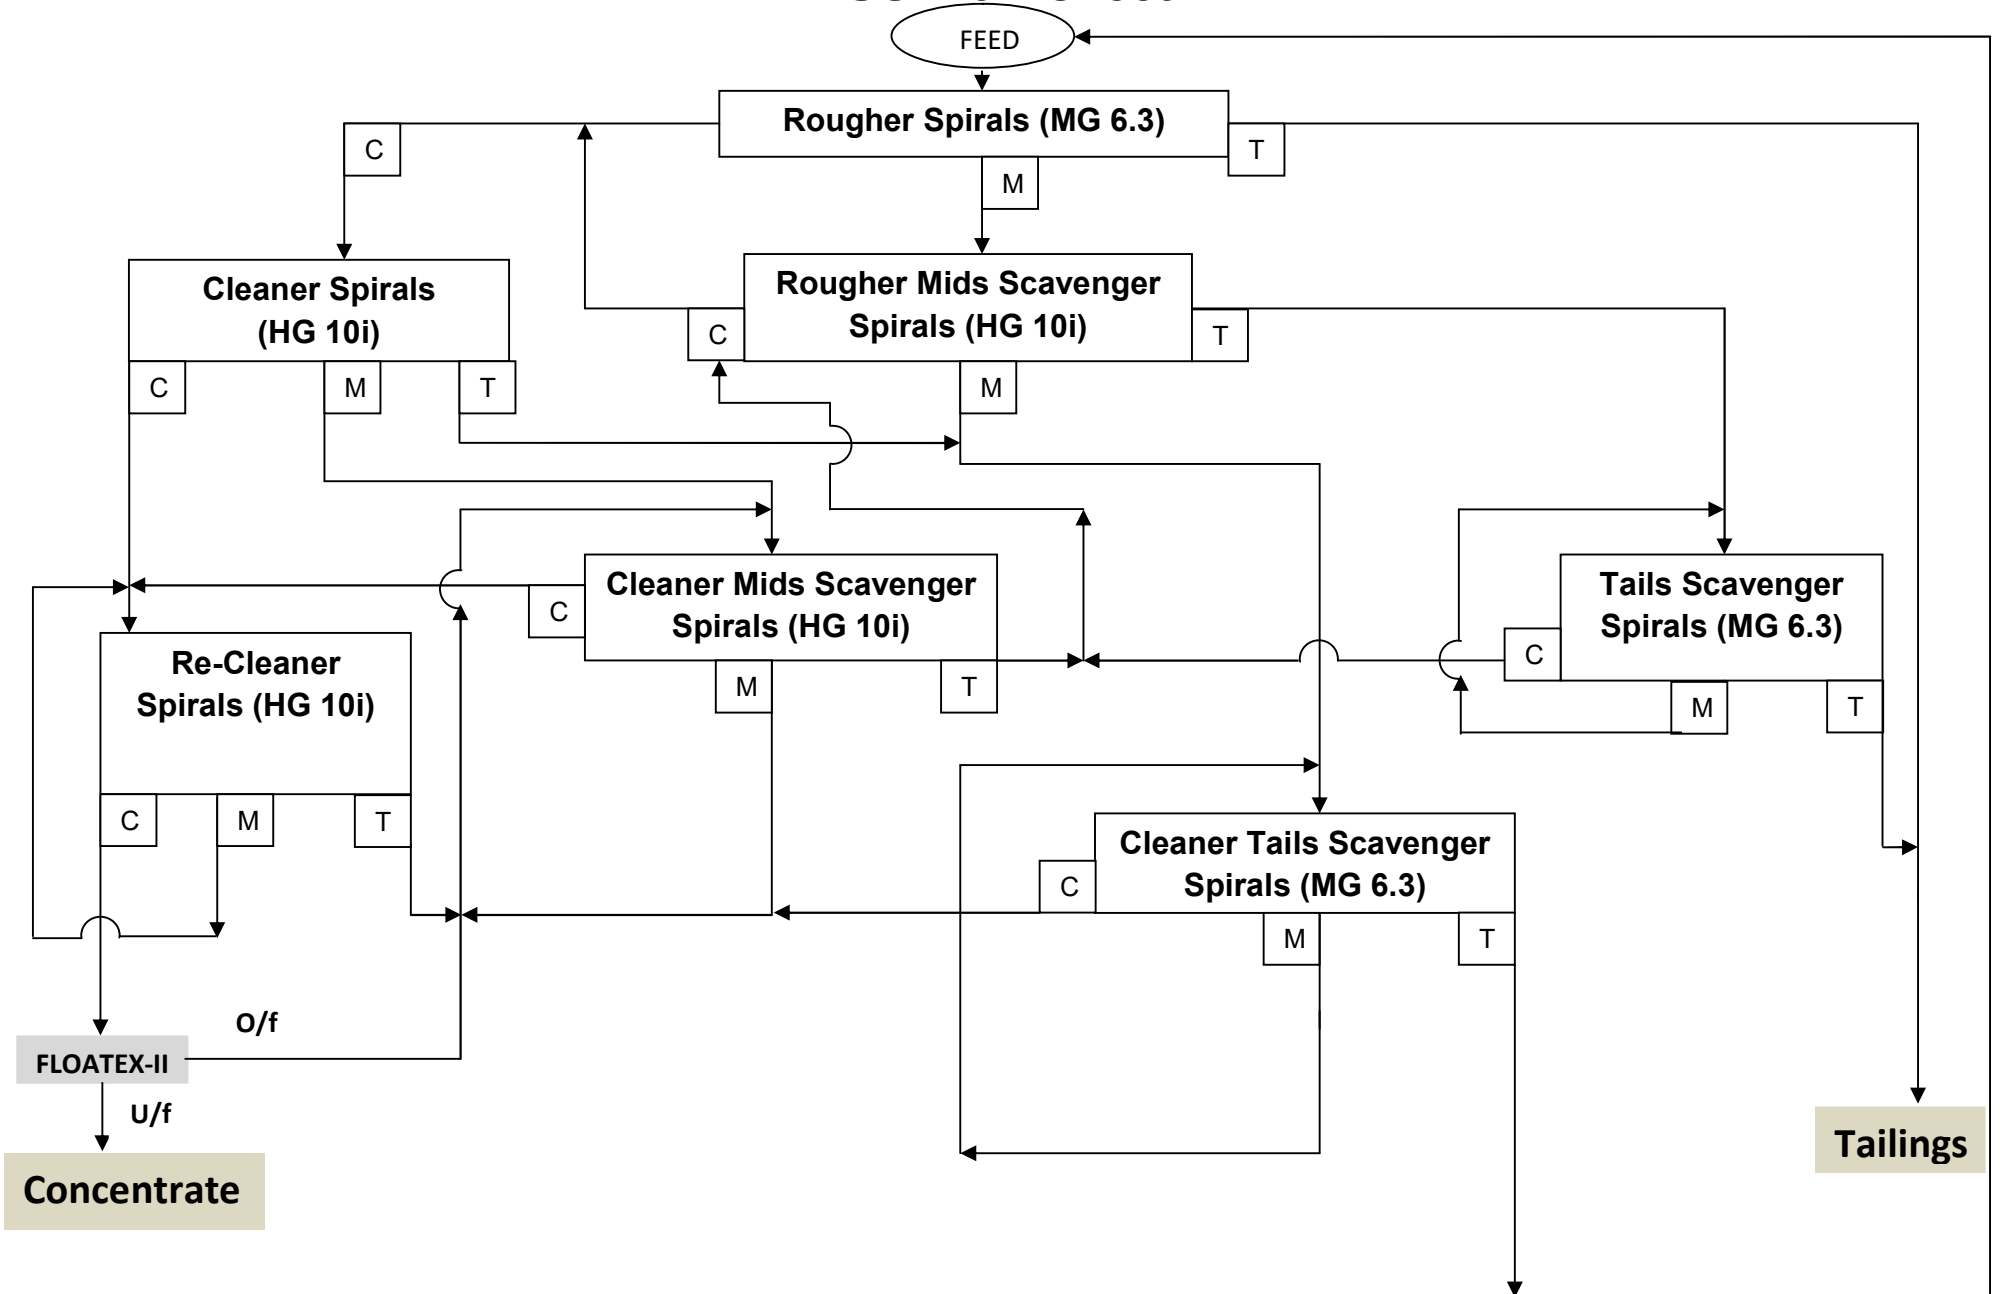 FEED
Rougher Spirals (MG 6.3)
C
T
M
Cleaner Spirals
(HG 10i)
Rougher Mids Scavenger
Spirals (HG 10i)
C
T
C
M
T
M
Cleaner Mids Scavenger
Spirals (HG 10i)
C
M
T
Tails Scavenger
Spirals (MG 6.3)
C
M
T
Re-Cleaner
Spirals (HG 10i)
C
M
T
Cleaner Tails Scavenger
Spirals (MG 6.3)
C
M
T
O/f
FLOATEX-II
U/f
Concentrate
Tailings